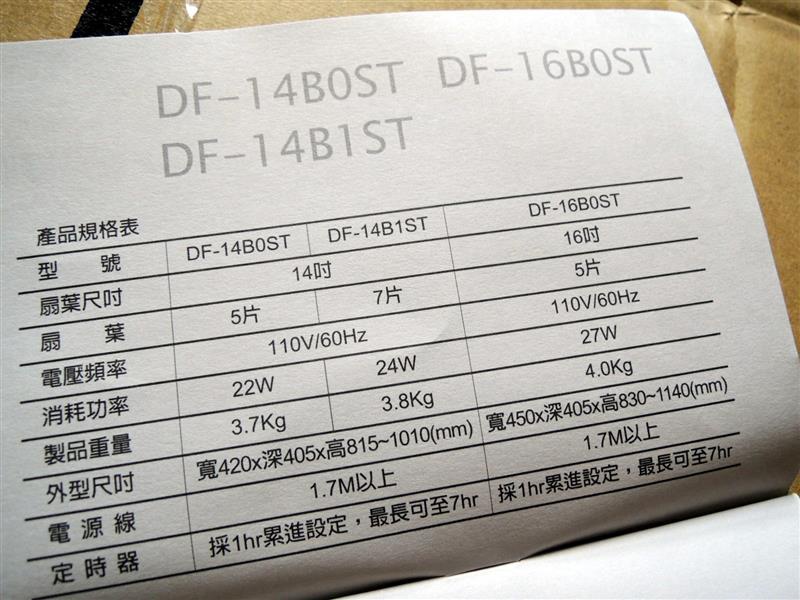 DF-14B0ST DF-16B0ST
DF-14B1ST
產品規格表
型號 DF-14B0ST DF-14B1ST DF-16B0ST
扇葉尺吋 14吋 16吋
扇葉 5片 7片 5片
電壓頻率 110V/60Hz 110V/60Hz
消耗功率 22W 24W 27W
製品重量 3.7Kg 3.8Kg 4.0Kg
外型尺吋 寬420x深405x高815~1010(mm) 寬450x深405x高830~1140(mm)
電源線 1.7M以上 1.7M以上
定時器 採1hr累進設定，最長可至7hr 採1hr累進設定，最長可至7hr